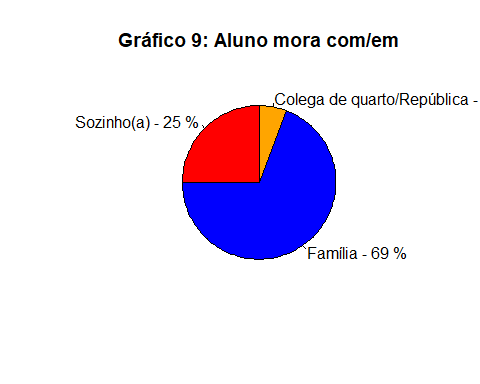 Gráfico 9: Aluno mora com/em
Colega de quarto/República -
Sozinho(a) - 25 %
Família - 69 %